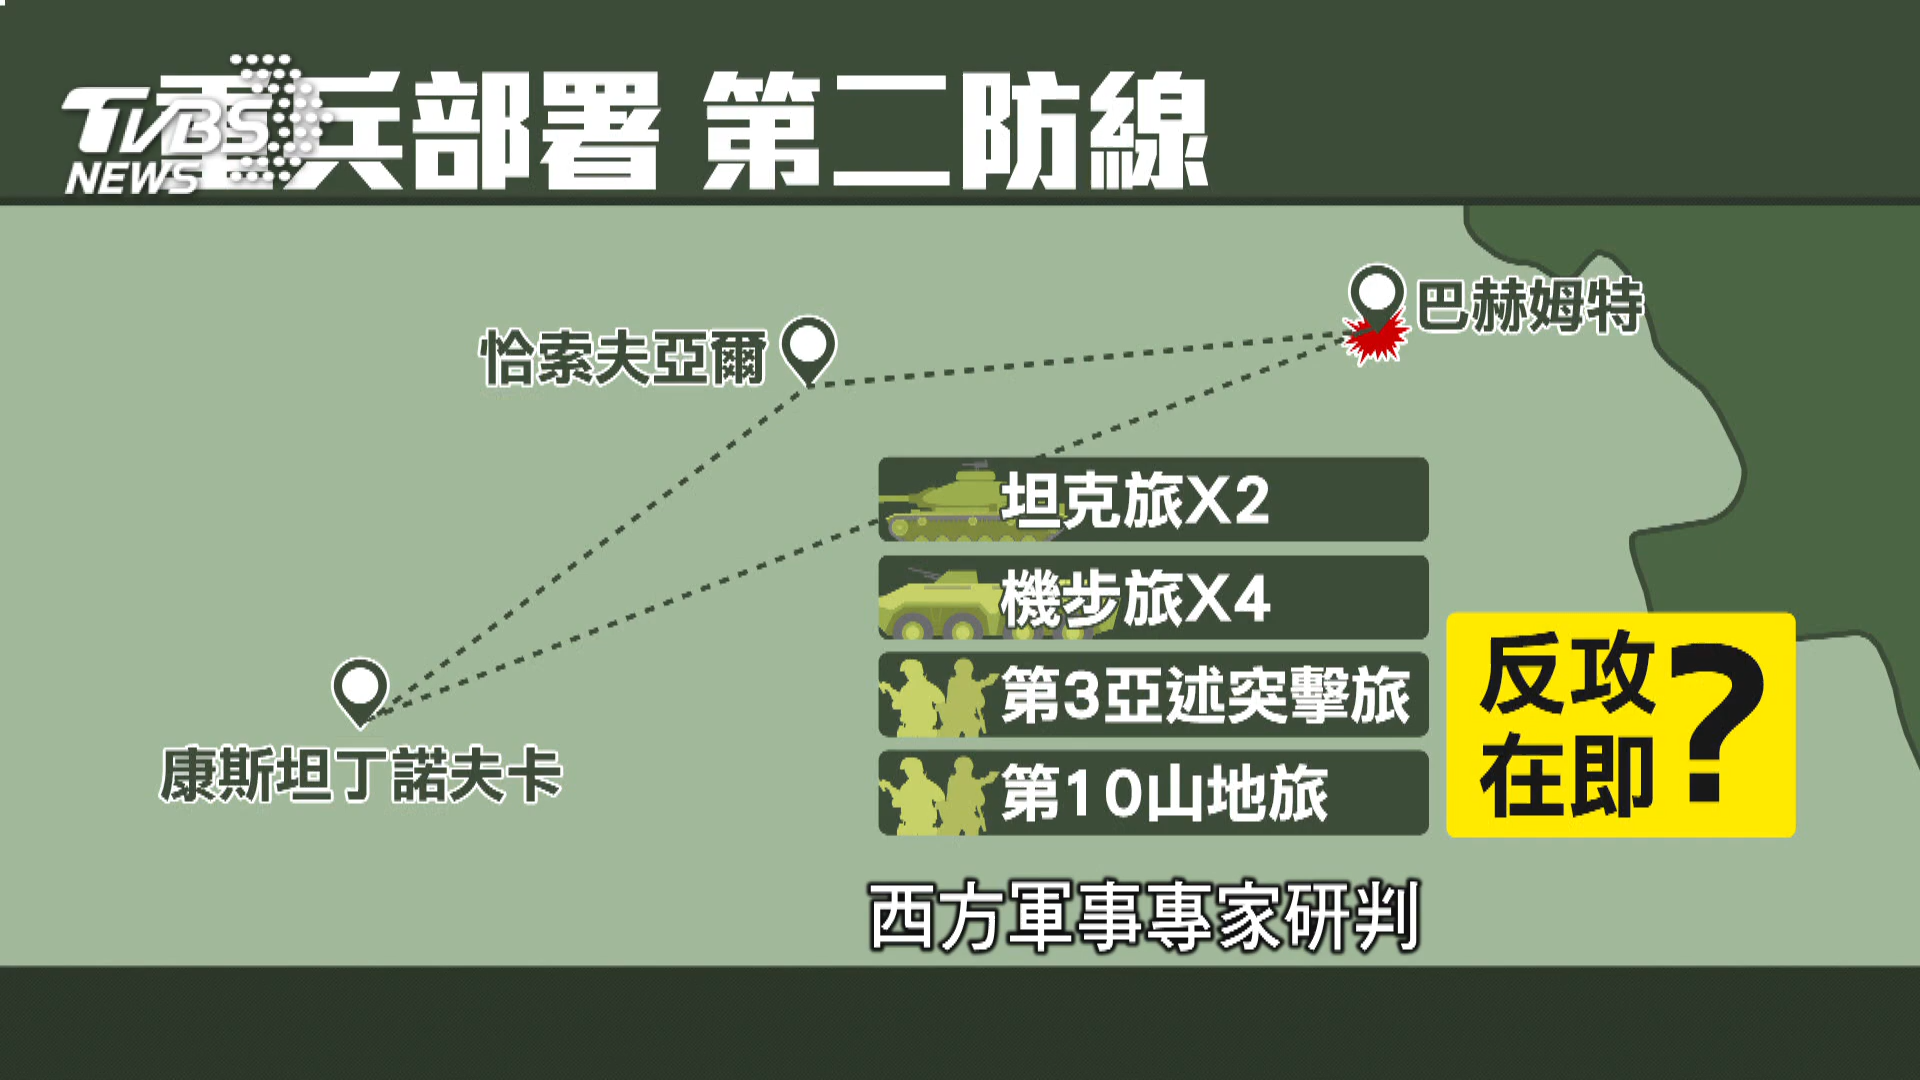 TVBS
NEWS
重兵部署 第二防線
巴赫姆特
恰索夫亞爾
坦克旅X2
機步旅X4
第3亞述突擊旅
第10山地旅
反攻
在即
?
康斯坦丁諾夫卡
西方軍事專家研判